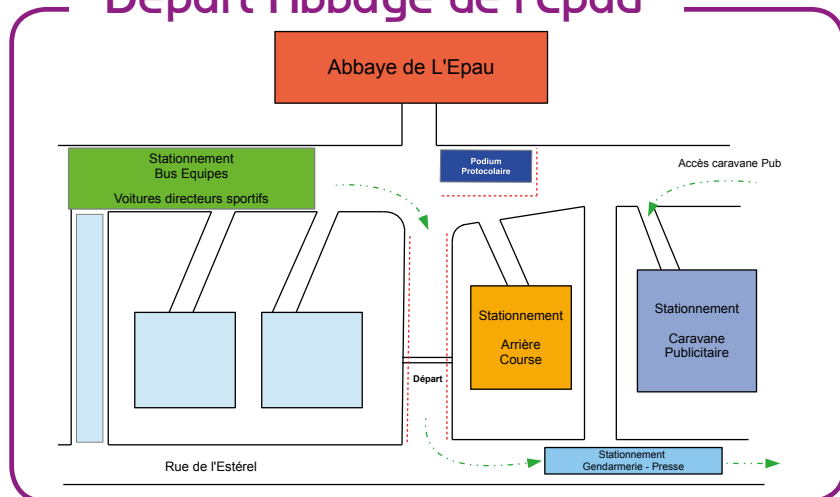 Départ Abbaye de l'Epau
Abbaye de L'Epau
Stationnement
Bus Equipes
Voitures directeurs sportifs
Podium
Protocolaire
Accès caravane Pub
Stationnement
Arrière
Course
Stationnement
Caravane
Publicitaire
Départ
Rue de l'Estérel
Stationnement
Gendarmerie - Presse